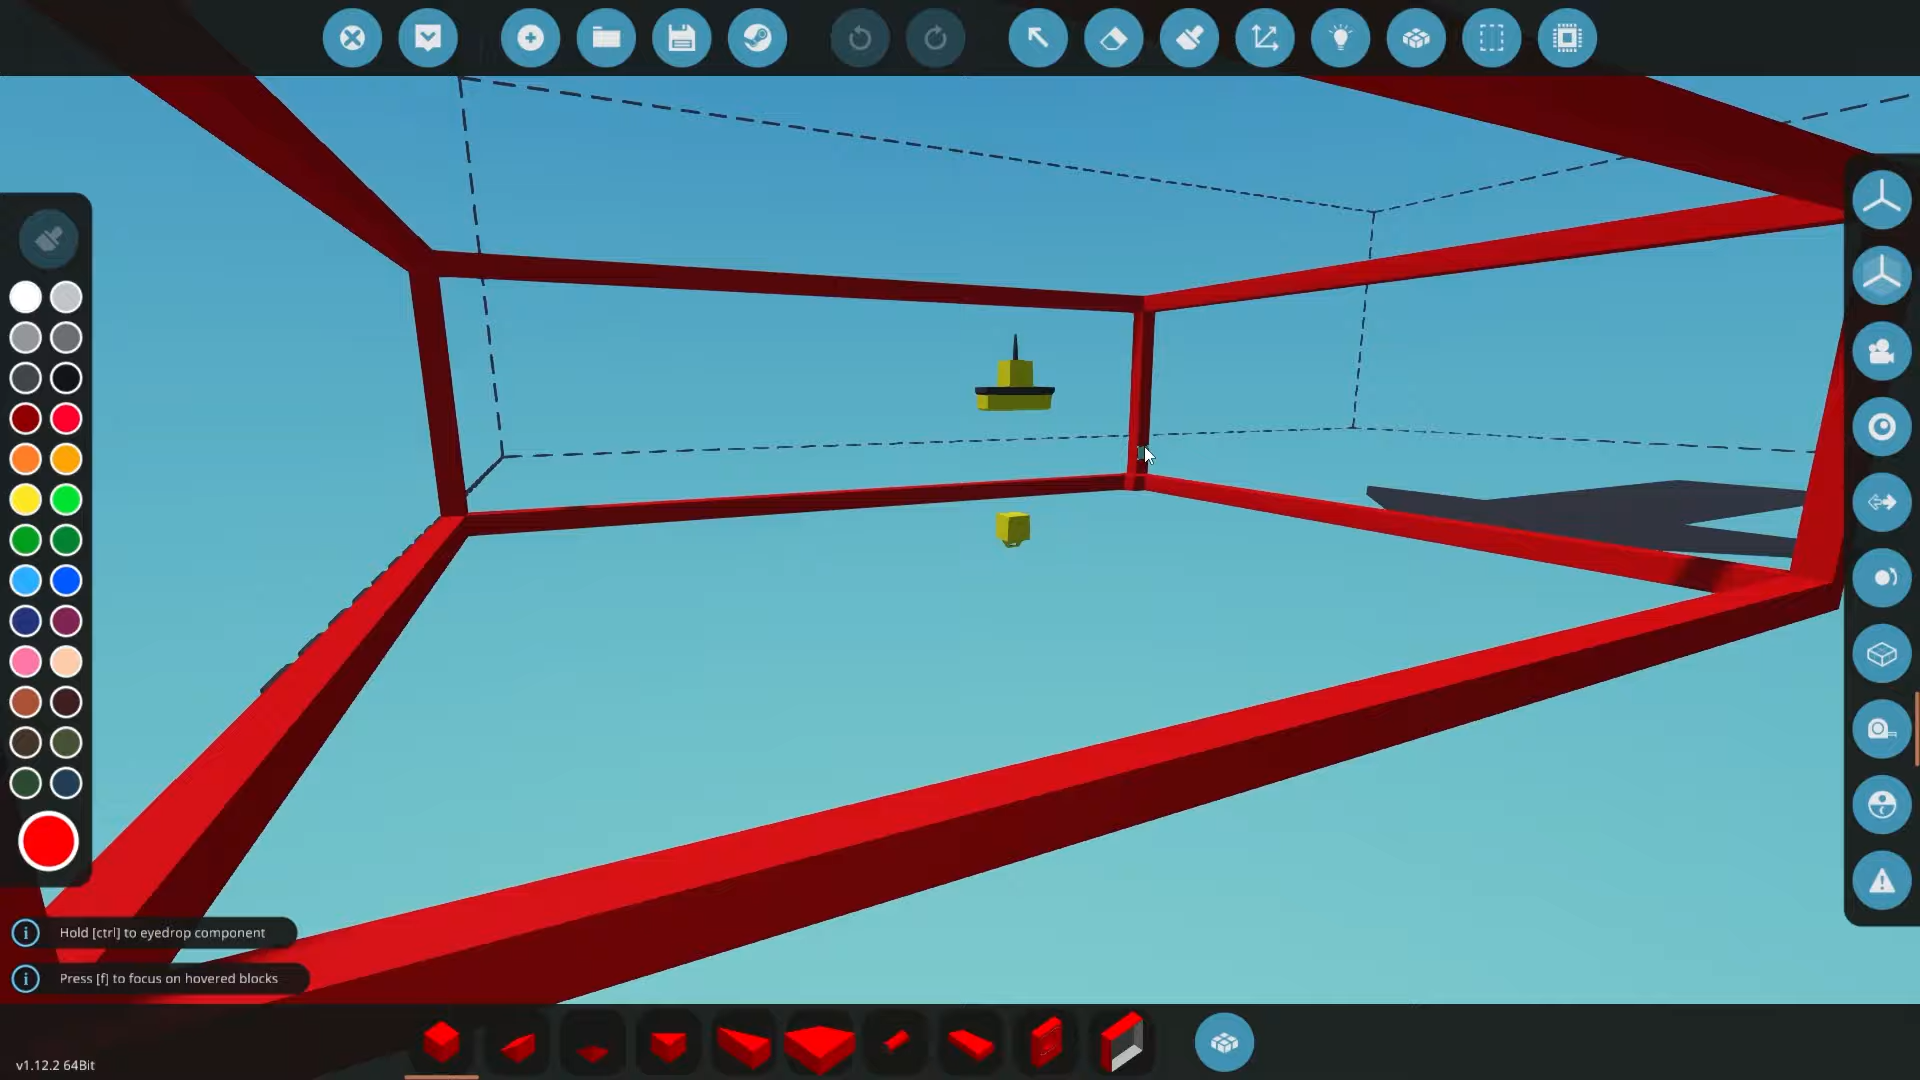 Hold [ctrl] to eyedrop component
Press [f] to focus on hovered blocks
v1.12.2 64Bit